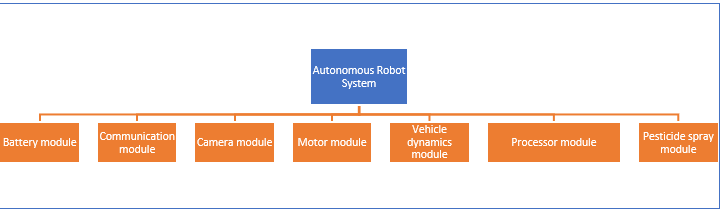 Autonomous Robot
System
Battery module
Communication
module
Camera module
Motor module
Vehicle
dynamics
module
Processor module
Pesticide spray
module